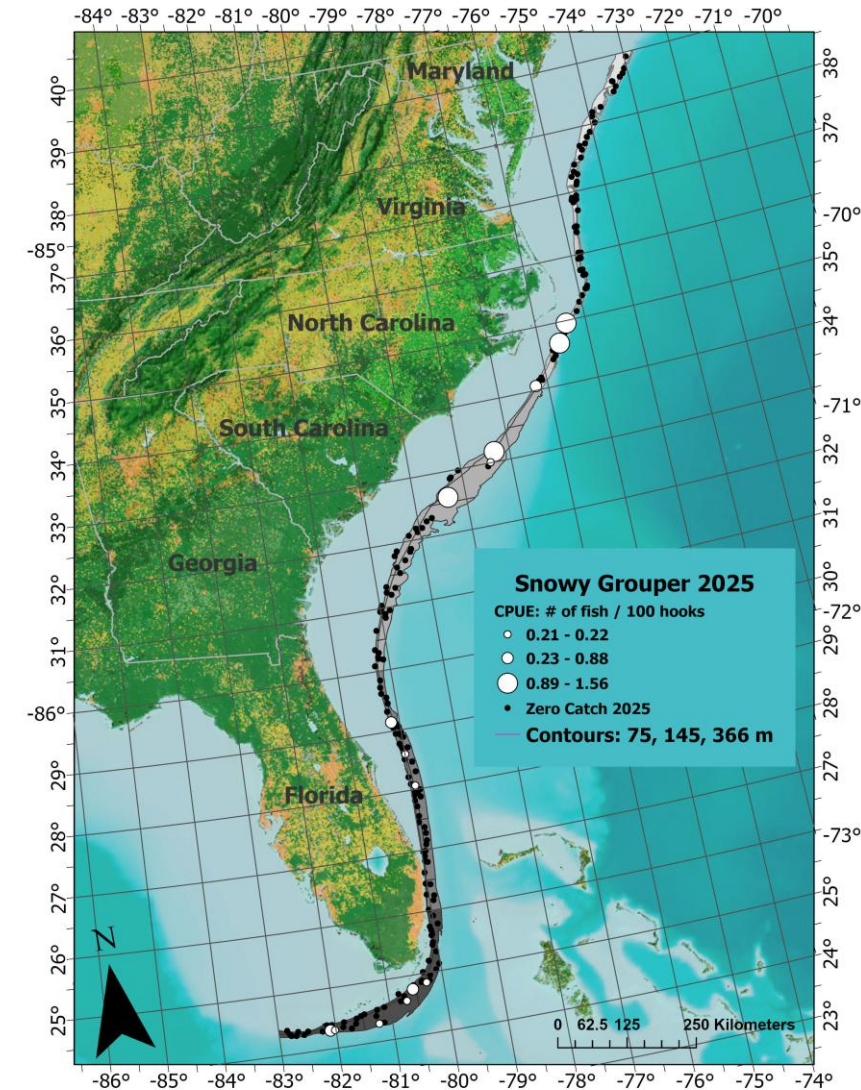 -84° -83° -82° -81° -80° -79° -78° -77° -76° -75° -74° -73° -72° -71° -70°
Maryland
38°
40°
37°
39°
Virginia
38°
-70°
-85°
35°
37°
North Carolina
34°
36°
-71°
35°
South Carolina
32°
34°
31°
33°
Georgia
Snowy Grouper 2025
30°
32°
CPUE: # of fish / 100 hooks
-72°
0.21 - 0.22
29°
31°
0.23 - 0.88
0.89 - 1.56
28°
-86°
Zero Catch 2025
Contours: 75, 145, 366 m
27°
29°
Florida
-73°
28°
25°
27°
24°
N
26°
25°
0 62.5 125 250 Kilometers
23°
-86° -85° -84° -83° -82° -81° -80° -79° -78° -77° -76° -75° -74°